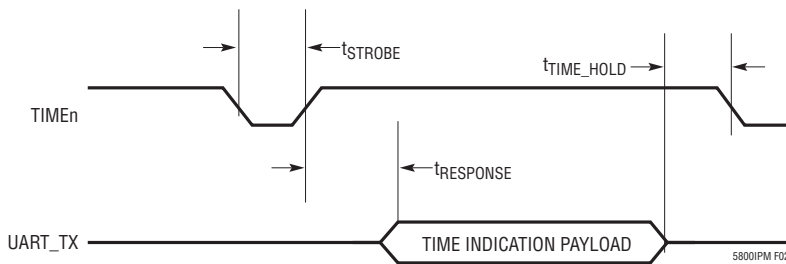 tSTROBE
tTIME_HOLD
TIMEn
tRESPONSE
UART_TX
TIME INDICATION PAYLOAD
5800IPM F02